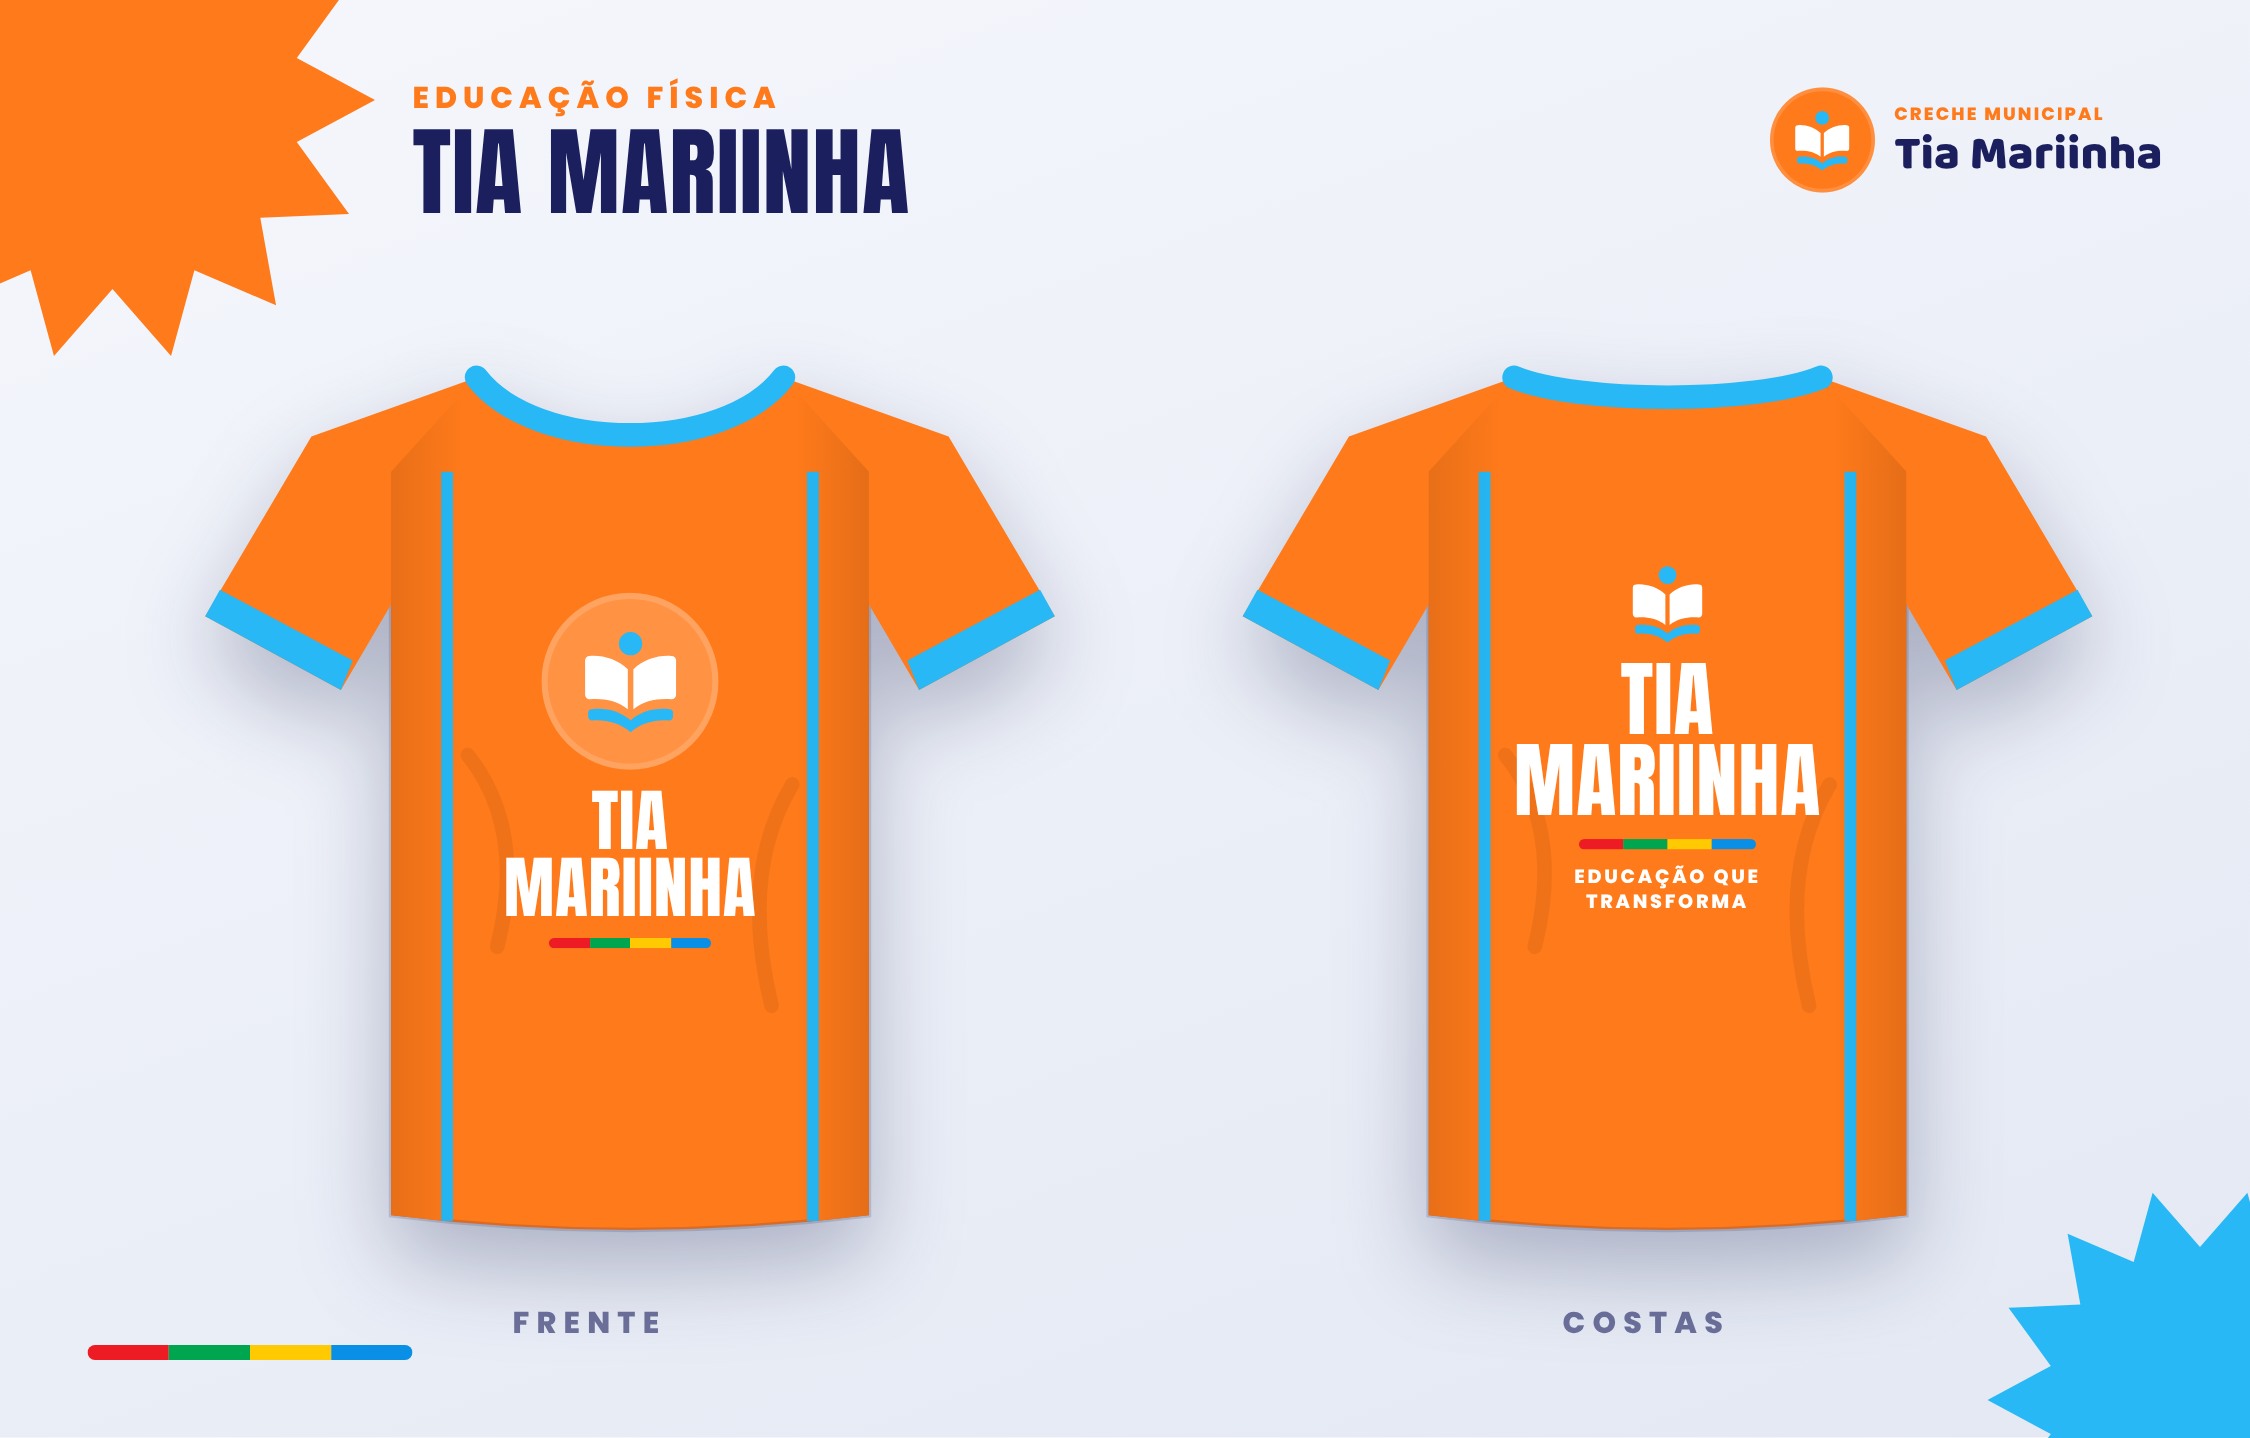 EDUCAÇÃO FÍSICA
TIA MARIINHA
CRECHE MUNICIPAL
Tia Mariinha
TIA
MARIINHA
TIA
MARIINHA
EDUCAÇÃO QUE
TRANSFORMA
FRENTE
COSTAS